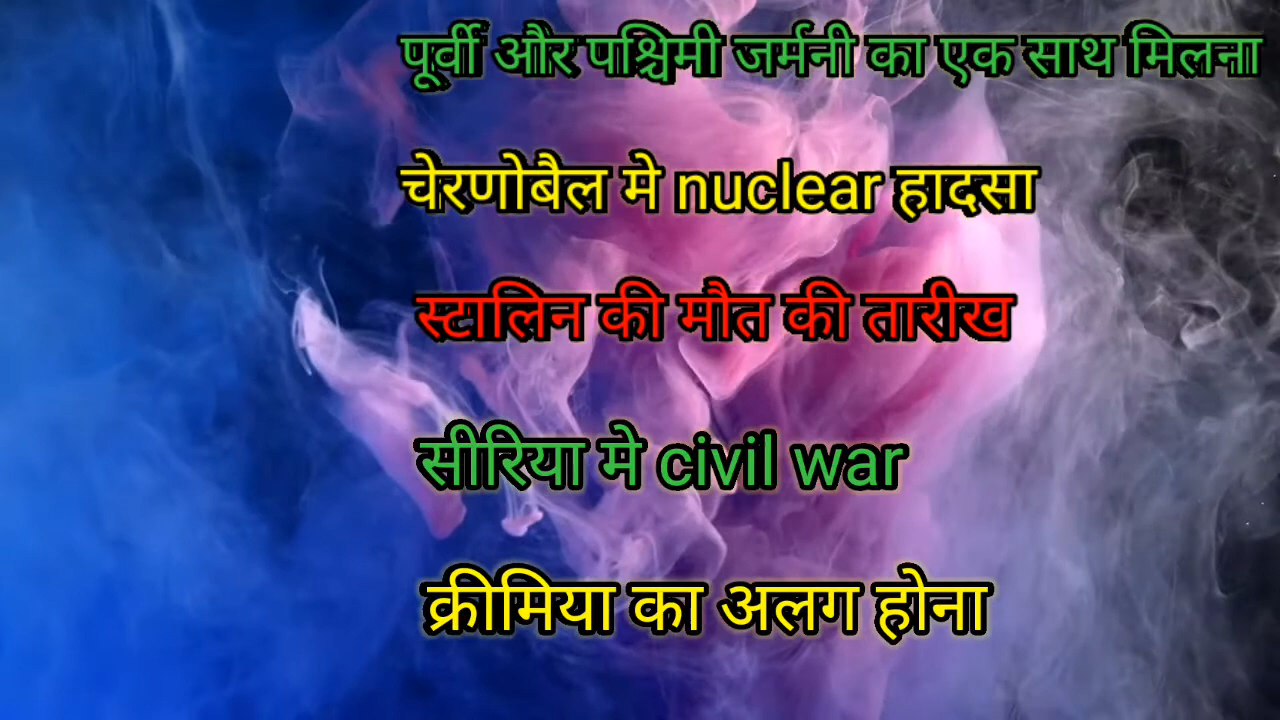 पूर्वी और पश्चिमी जर्मनी का एक साथ मिलना
चेरणोबैल मे nuclear हादसा
स्टालिन की मौत की तारीख
सीरिया मे civil war
क्रीमिया का अलग होना